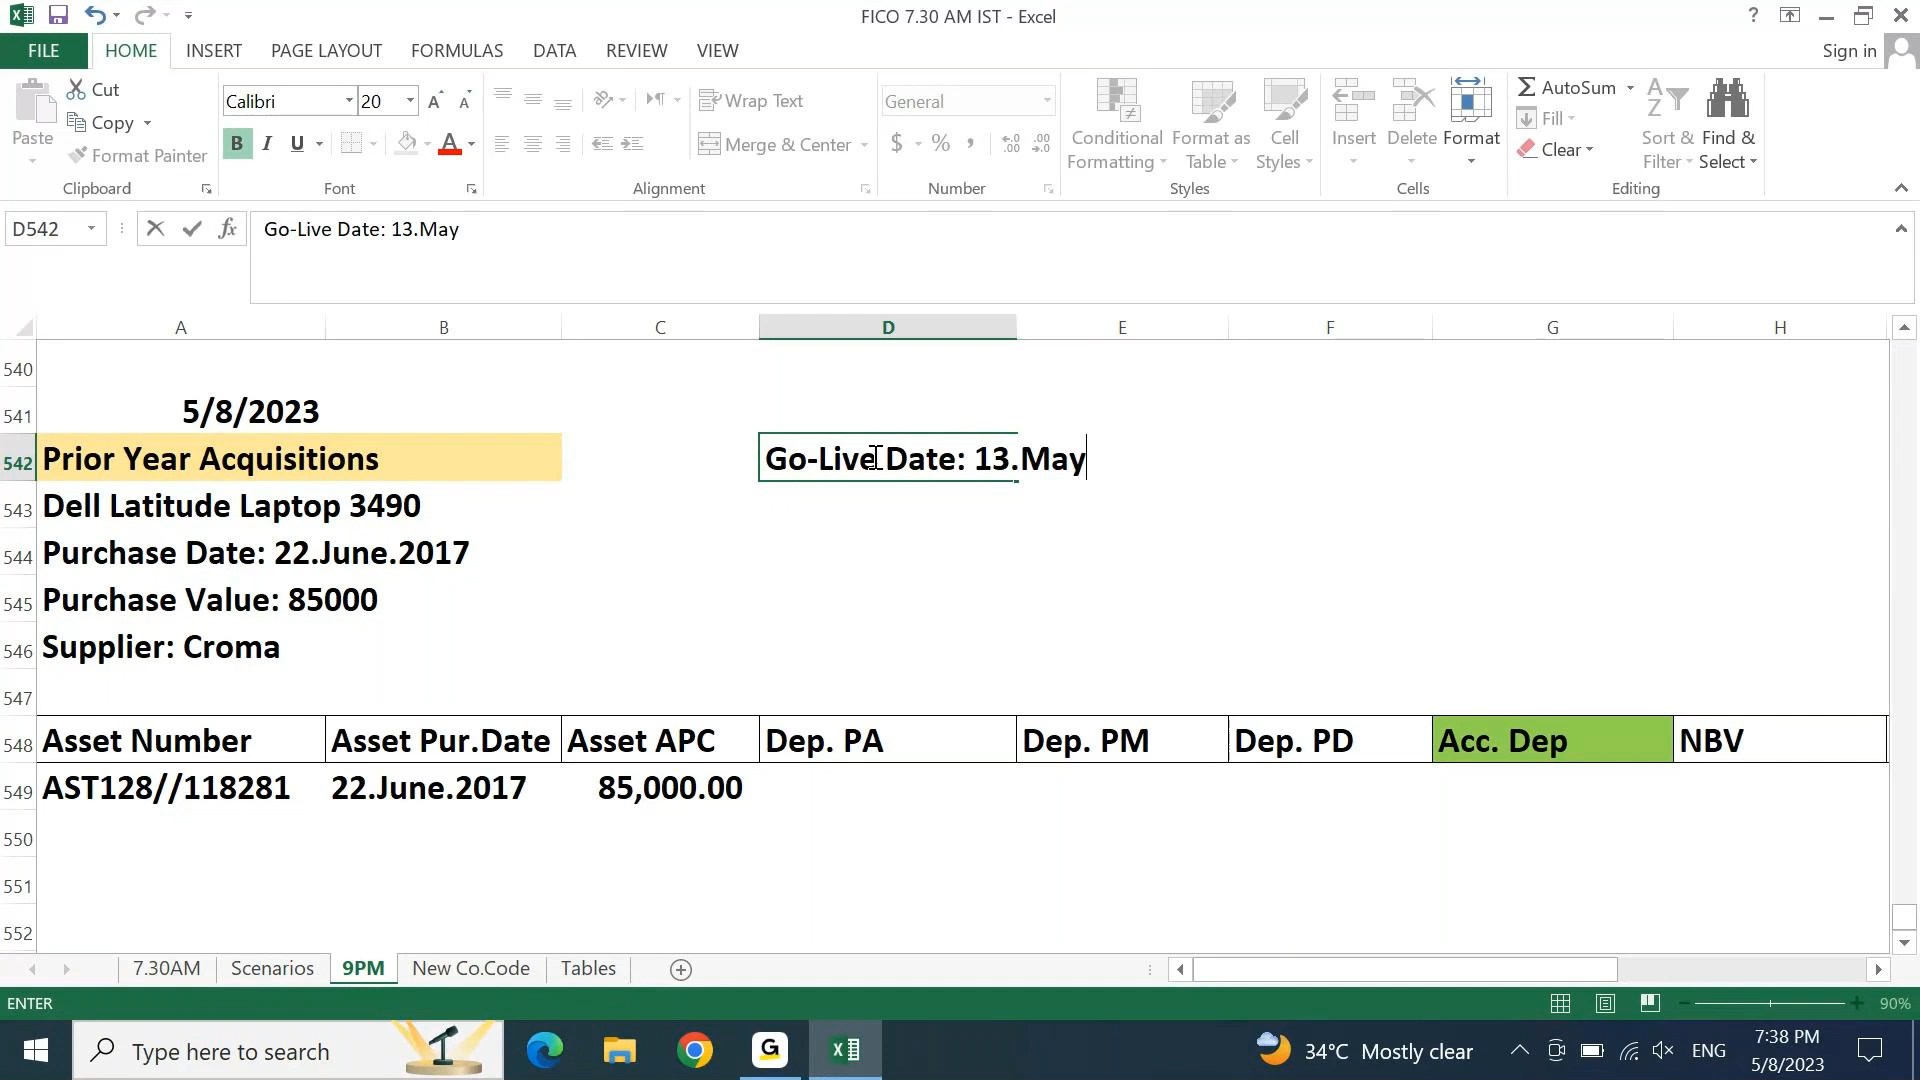 FICO 7.30 AM IST - Excel
?
FILE HOME INSERT PAGE LAYOUT FORMULAS DATA REVIEW VIEW
Sign in
Paste
Cut
Copy
Format Painter
Clipboard
Calibri 20
B I U
Font
Wrap Text
Merge & Center
Alignment
General
$ % ,
Number
Conditional Formatting
Format as Table
Cell Styles
Styles
Insert Delete Format
Cells
AutoSum
Fill
Clear
Sort & Filter
Find & Select
Editing
D542
fx
Go-Live Date: 13.May
A B C D E F G H
540
541 5/8/2023
542 Prior Year Acquisitions Go-Live Date: 13.May
543 Dell Latitude Laptop 3490
544 Purchase Date: 22.June.2017
545 Purchase Value: 85000
546 Supplier: Croma
547
548 Asset Number Asset Pur.Date Asset APC Dep. PA Dep. PM Dep. PD Acc. Dep NBV
549 AST128//118281 22.June.2017 85,000.00
550
551
552
7.30AM Scenarios 9PM New Co.Code Tables
ENTER
90%
Type here to search
34°C Mostly clear
ENG
7:38 PM
5/8/2023